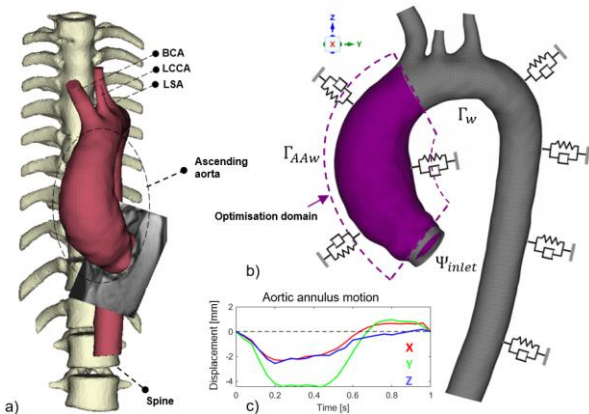 a)
BCA
LCCA
LSA
Ascending
aorta
Spine
b)
Z
X
Y
Γ_AAw
Γ_w
Optimisation domain
Ψ_inlet
c)
Aortic annulus motion
Displacement [mm]
2
0
-2
-4
0
0.2
0.4
0.6
0.8
1
Time [s]
X
Y
Z